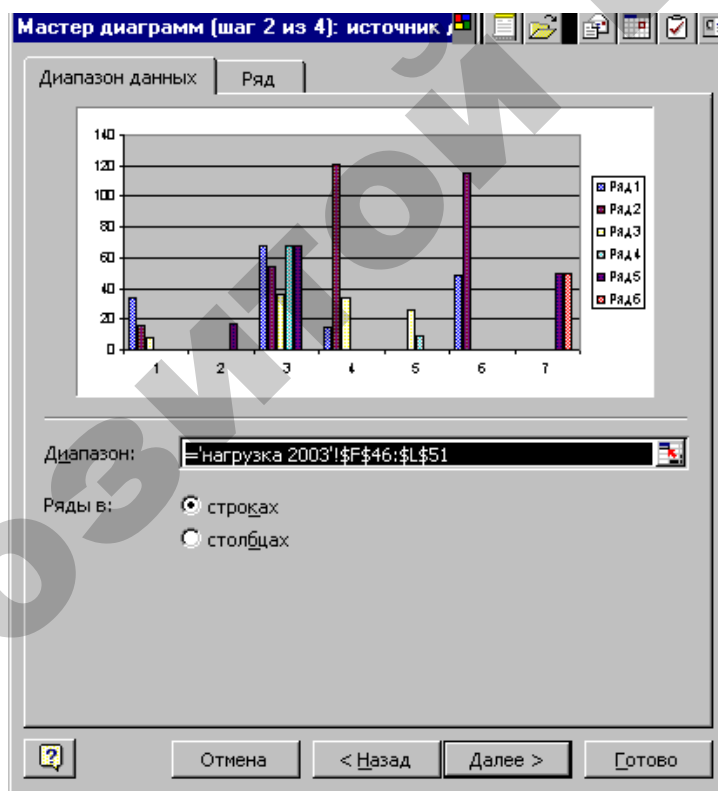 Мастер диаграмм (шаг 2 из 4): источник
Диапазон данных Ряд
140
120
100
80
60
40
20
0
1 2 3 4 5 6 7
Ряд1
Ряд2
Ряд3
Ряд4
Ряд5
Ряд6
Диапазон: ='нагрузка 2003'!$F$46:$L$51
Ряды в: строках
столбцах
? Отмена < Назад Далее > Готово
ЗИТОЙ